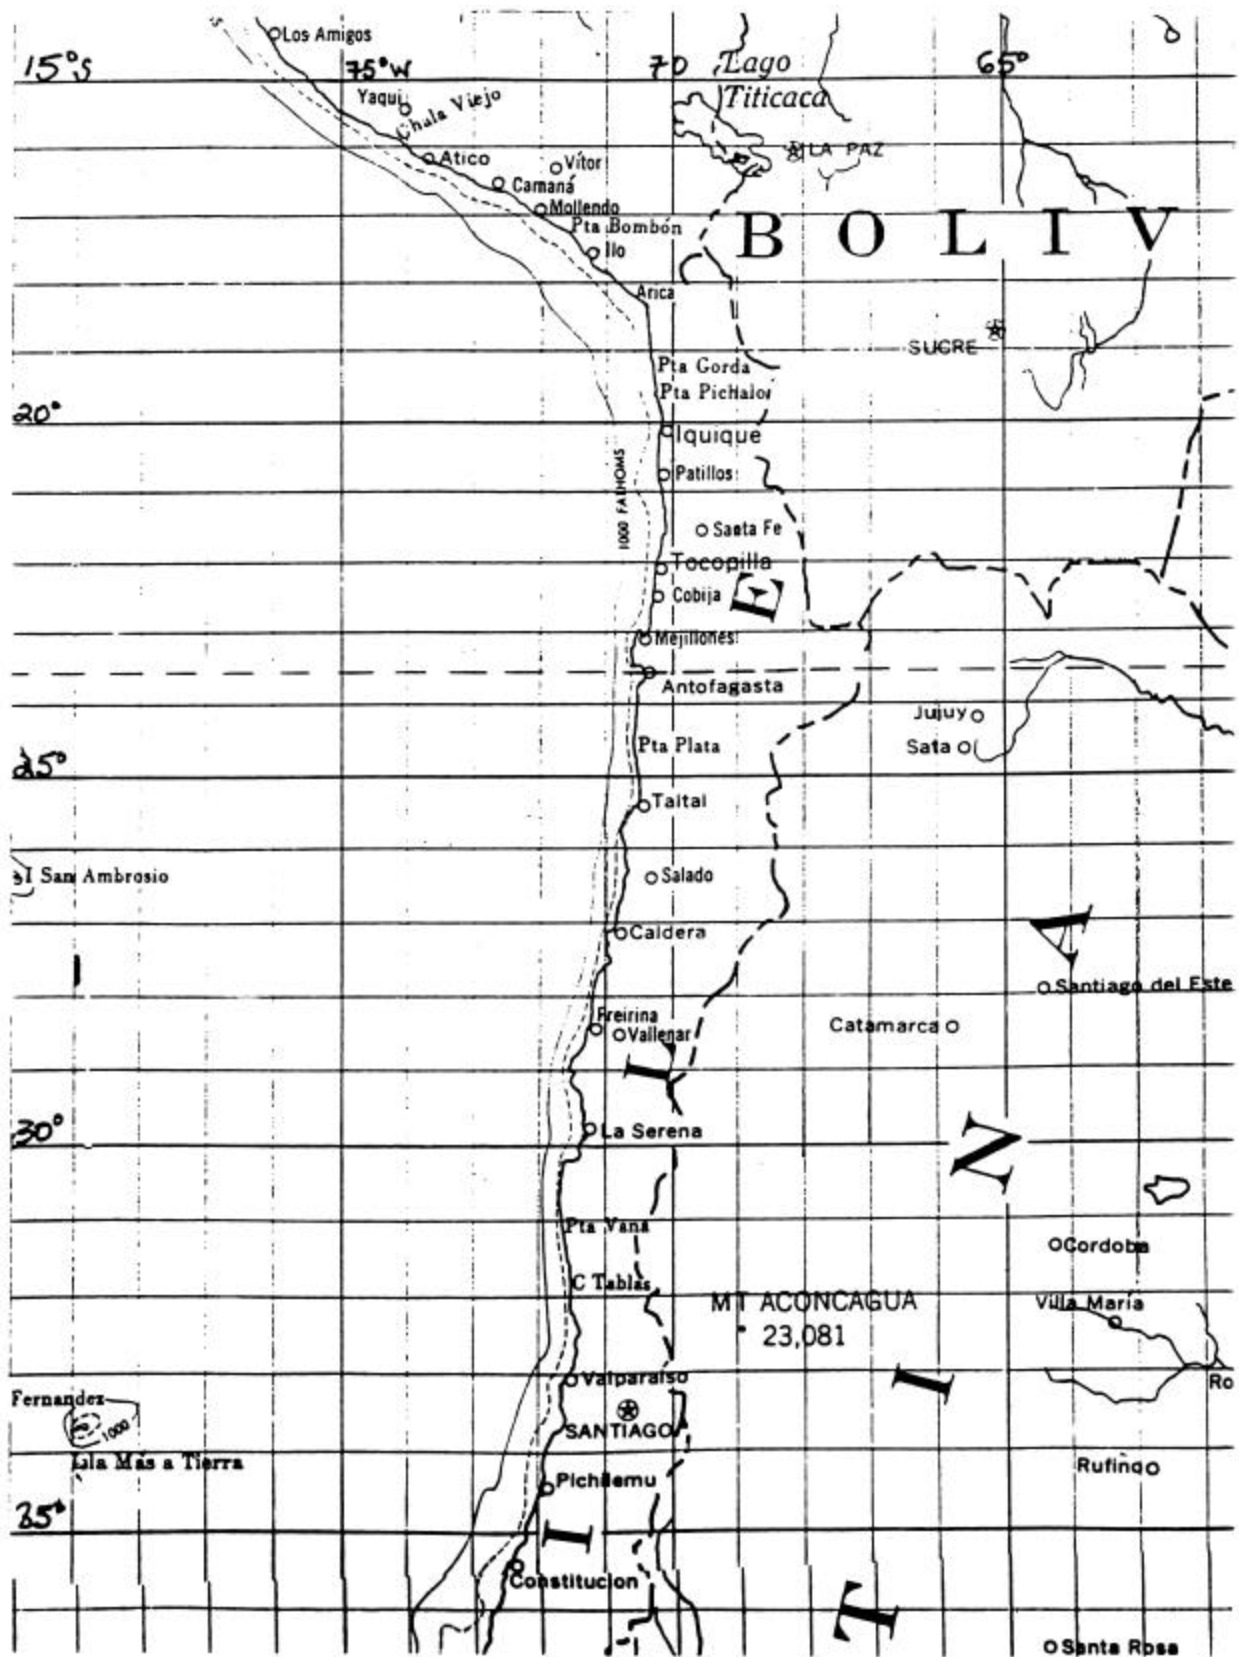 Los Amigos
15°S
75°W
70
Lago
Titicaca
65°
Yaqui
Chala Viejo
Atico
Vítor
LA PAZ
Camaná
Mollendo
Pta Bombón
Ilo
BOLIV
Arica
SUCRE
Pta Gorda
Pta Pichalo
20°
Iquique
Patillos
1000 FATHOMS
Santa Fe
Tocopilla
Cobija
E
Mejillones
Antofagasta
Jujuy
Pta Plata
Sata
25°
Taltal
I San Ambrosio
Salado
A
Caldera
Santiago del Este
Freirina
Vallenar
Catamarca
I
30°
La Serena
N
Pta Vana
Cordoba
C Tablas
MT ACONCAGUA
23,081
Villa María
Valparaiso
I
Ro
Fernandez
1000
SANTIAGO
Isla Más a Tierra
Rufino
Pichilemu
35°
I
Constitucion
T
Santa Rosa